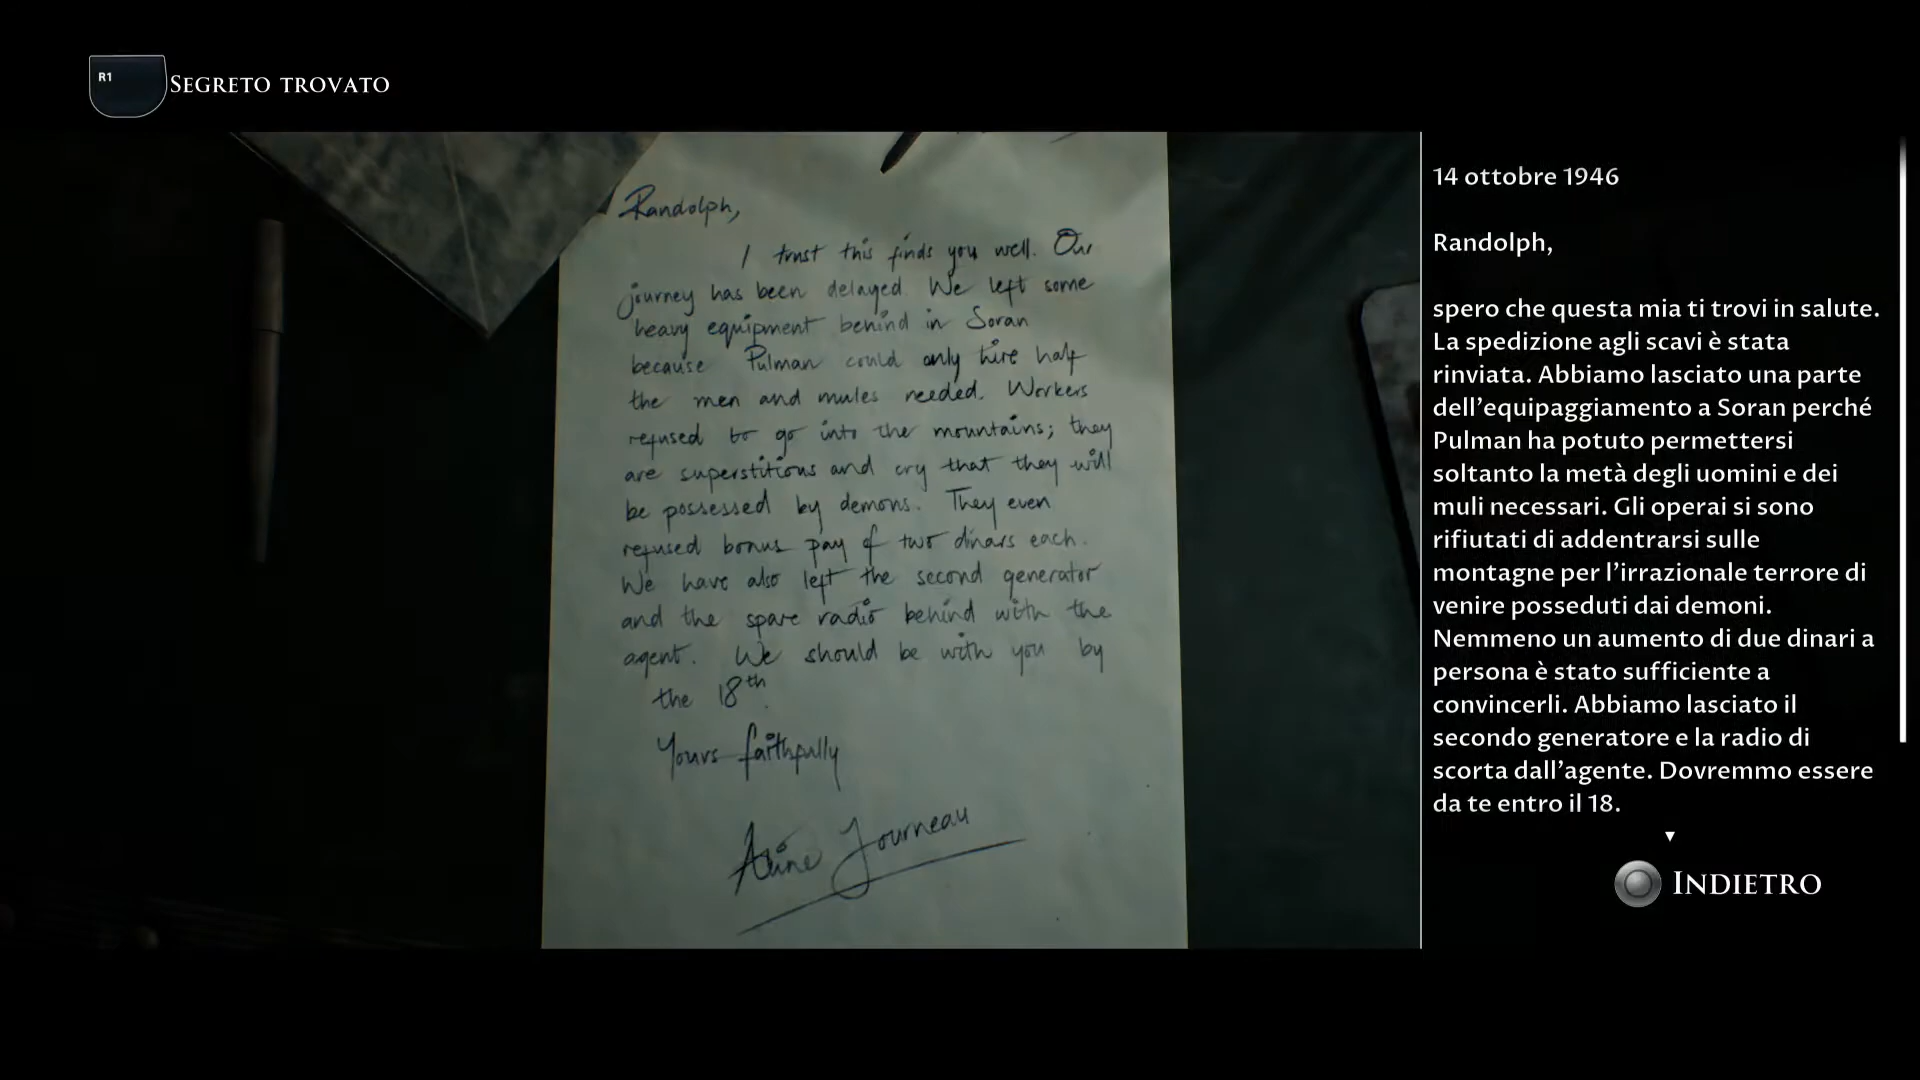 R1
SEGRETO TROVATO
Randolph,
I trust this finds you well. Our
journey has been delayed. We left some
heavy equipment behind in Soran
because Pulman could only hire half
the men and mules needed. Workers
refused to go into the mountains; they
are superstitious and cry that they will
be possessed by demons. They even
refused bonus pay of two dinars each.
We have also left the second generator
and the spare radio behind with the
agent. We should be with you by
the 18th.
Yours faithfully
Journeau
14 ottobre 1946
Randolph,
spero che questa mia ti trovi in salute.
La spedizione agli scavi è stata
rinviata. Abbiamo lasciato una parte
dell'equipaggiamento a Soran perché
Pulman ha potuto permettersi
soltanto la metà degli uomini e dei
muli necessari. Gli operai si sono
rifiutati di addentrarsi sulle
montagne per l'irrazionale terrore di
venire posseduti dai demoni.
Nemmeno un aumento di due dinari a
persona è stato sufficiente a
convincerli. Abbiamo lasciato il
secondo generatore e la radio di
scorta dall'agente. Dovremmo essere
da te entro il 18.
INDIETRO